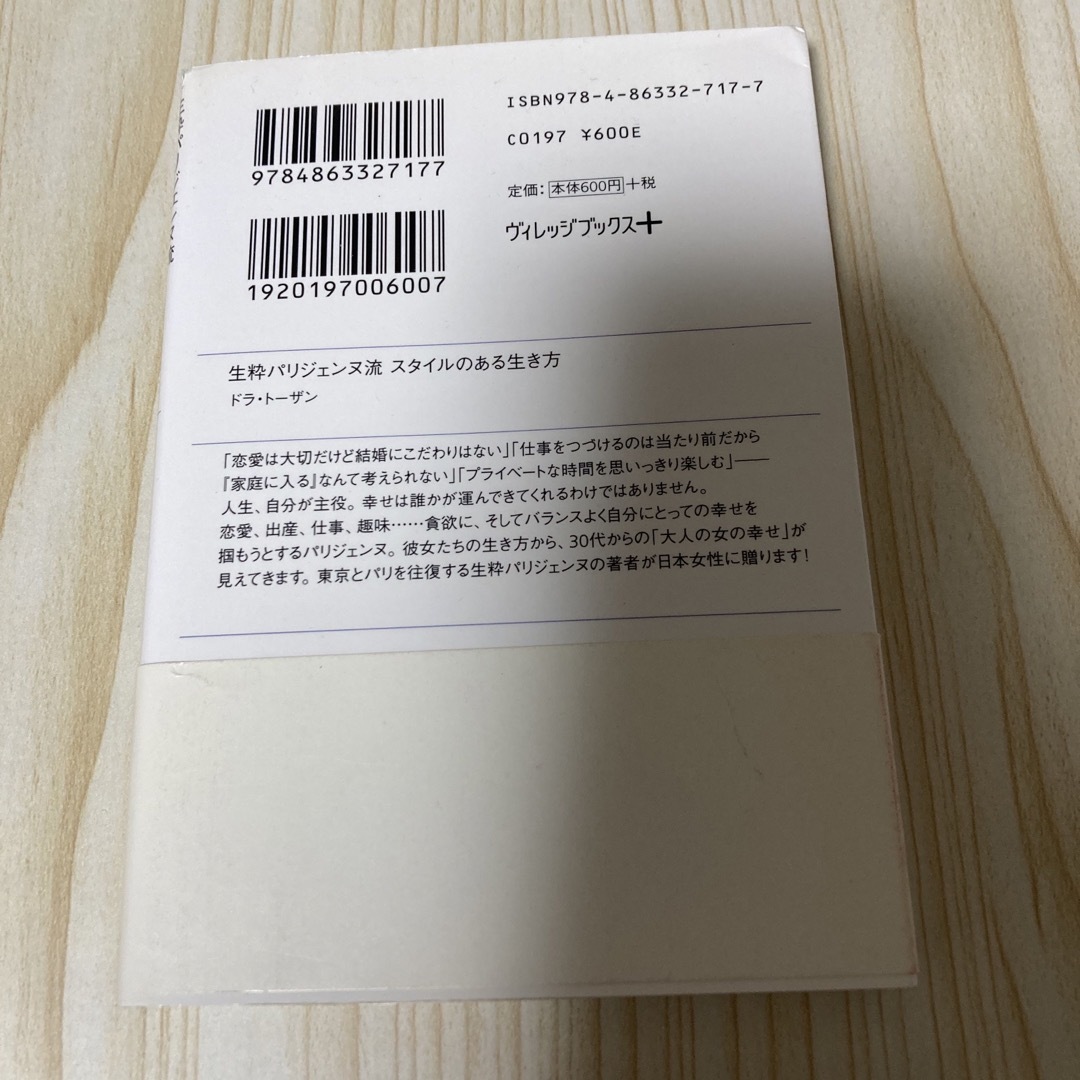 ISBN978-4-86332-717-7
9784863327177
C0197 ¥600E
定価：本体600円+税
ヴィレッジブックス+
1920197006007
生粋パリジェンヌ流 スタイルのある生き方
ドラ・トーザン
「恋愛は大切だけど結婚にこだわりはない」「仕事をつづけるのは当たり前だから
『家庭に入る』なんて考えられない」「プライベートな時間を思いっきり楽しむ」――
人生、自分が主役。幸せは誰かが運んできてくれるわけではありません。
恋愛、出産、仕事、趣味……貪欲に、そしてバランスよく自分にとっての幸せを
掴もうとするパリジェンヌ。彼女たちの生き方から、30代からの「大人の女の幸せ」が
見えてきます。東京とパリを往復する生粋パリジェンヌの著者が日本女性に贈ります！